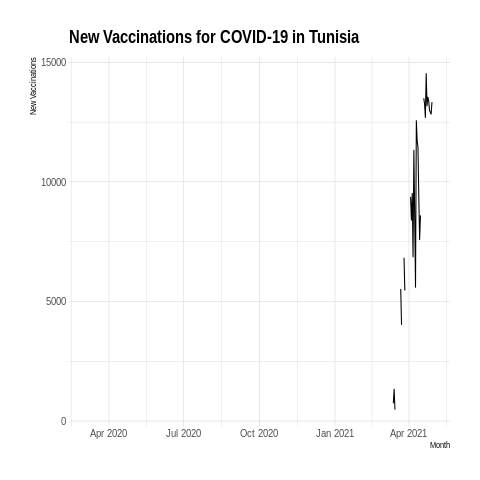 New Vaccinations for COVID-19 in Tunisia
New Vaccinations
15000
10000
5000
0
Apr 2020 Jul 2020 Oct 2020 Jan 2021 Apr 2021
Month